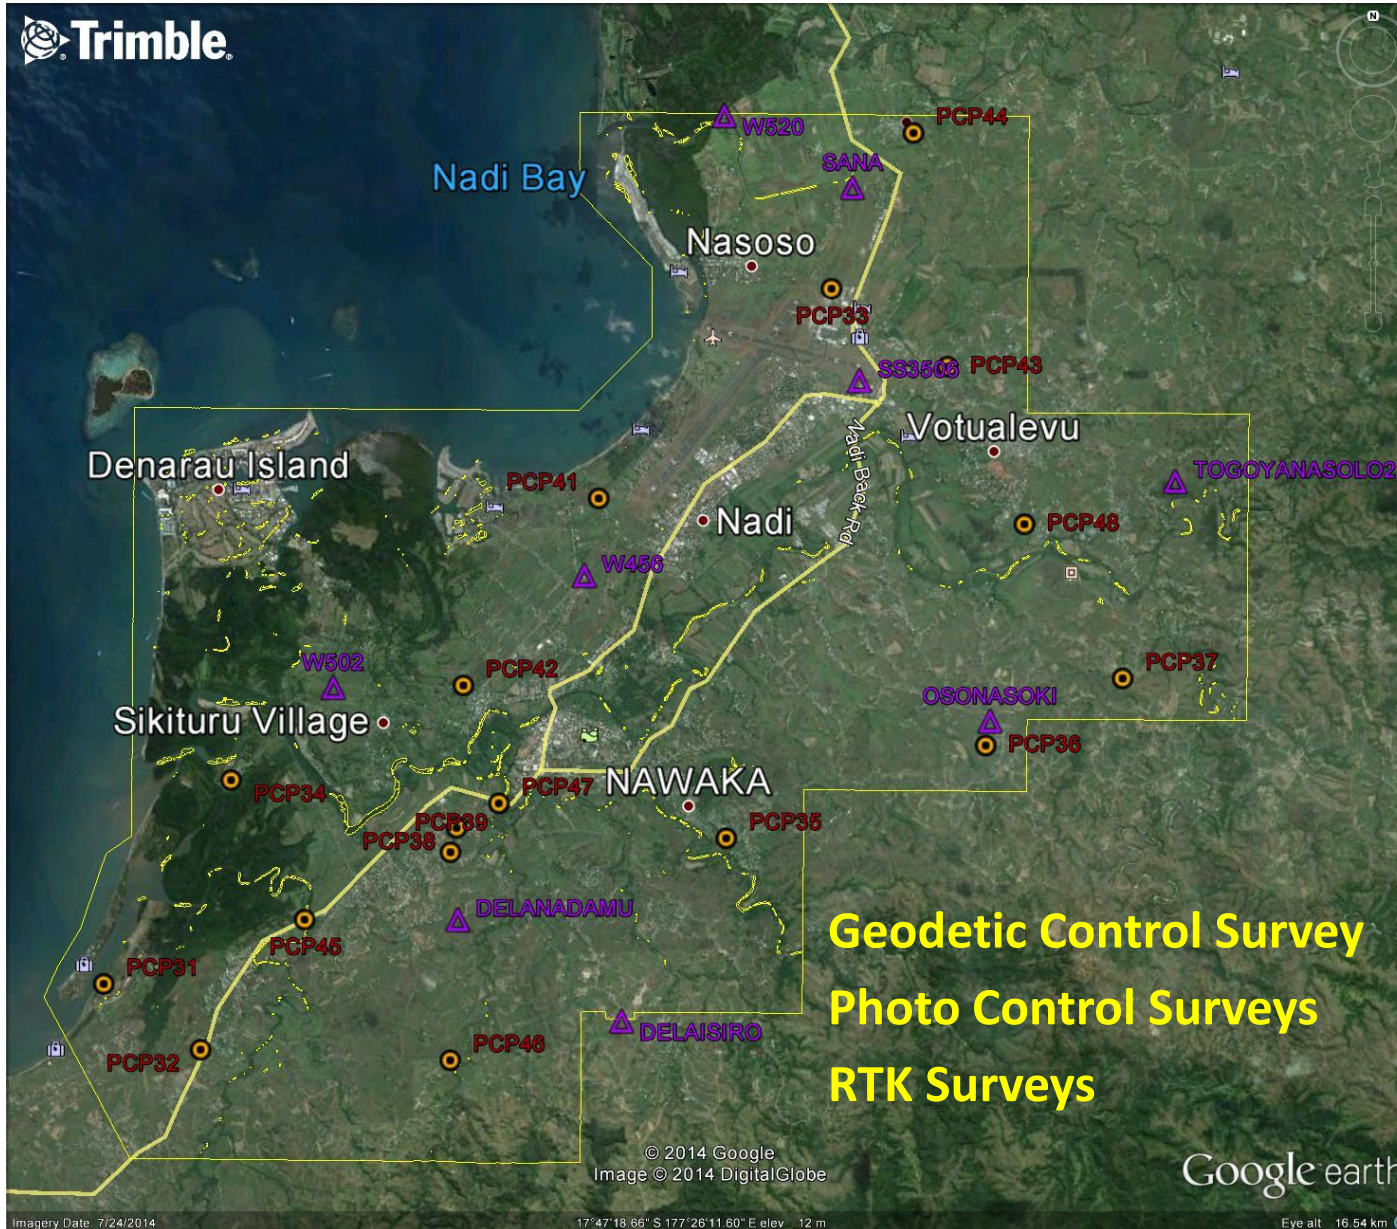 Trimble
W520
PCP44
Nadi Bay
SANA
Nasoso
PCP33
SS3506
PCP43
Votualevu
Denarau Island
PCP41
TOGOYANASOLO2
Nadi
Nadi Back Rd
PCP48
W456
W502
PCP42
PCP37
OSONASOKI
Sikituru Village
PCP36
PCP34
PCP47
NAWAKA
PCP39
PCP35
PCP38
DELANADAMU
PCP45
PCP31
Geodetic Control Survey
Photo Control Surveys
RTK Surveys
DELAISIRO
PCP46
PCP32
© 2014 Google
Image © 2014 DigitalGlobe
Google earth
Imagery Date: 7/24/2014
17°47'18.66" S 177°26'11.60" E elev 12 m
Eye alt 16.54 km
N